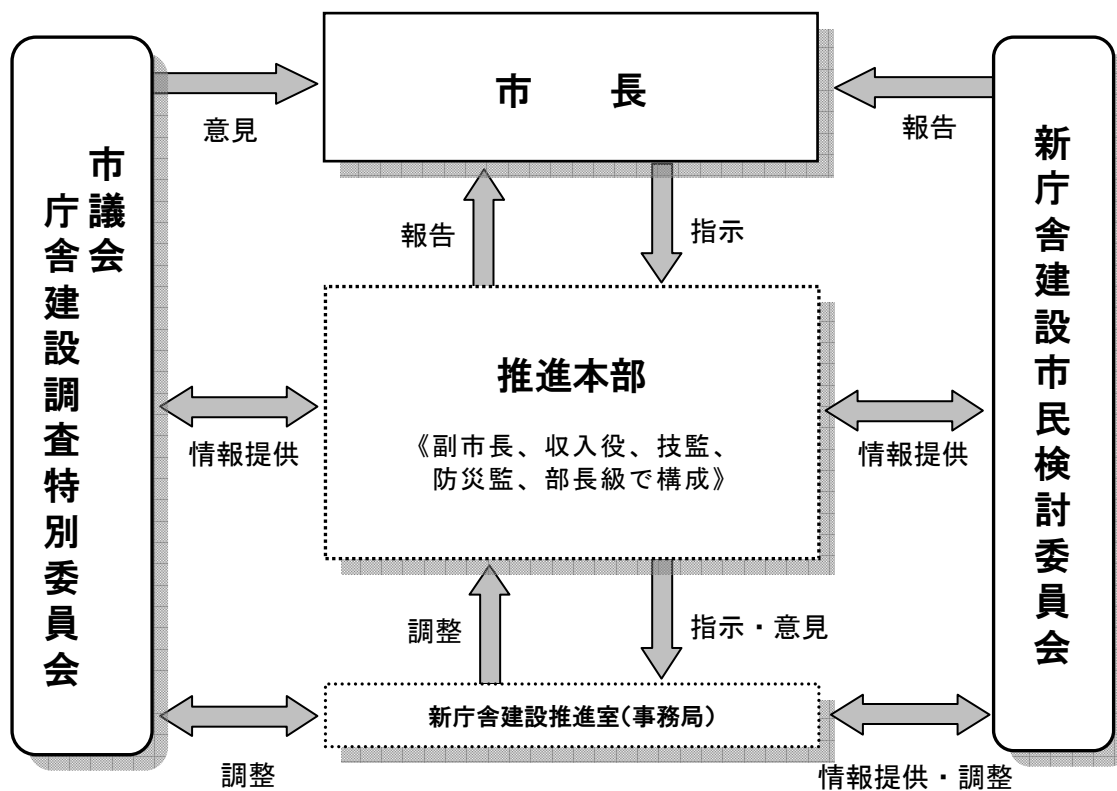 市　　長
意見
報告
市議会
庁舎建設調査特別委員会
新庁舎建設市民検討委員会
報告
指示
推進本部
《副市長、収入役、技監、
防災監、部長級で構成》
情報提供
情報提供
調整
指示・意見
新庁舎建設推進室(事務局)
調整
情報提供・調整